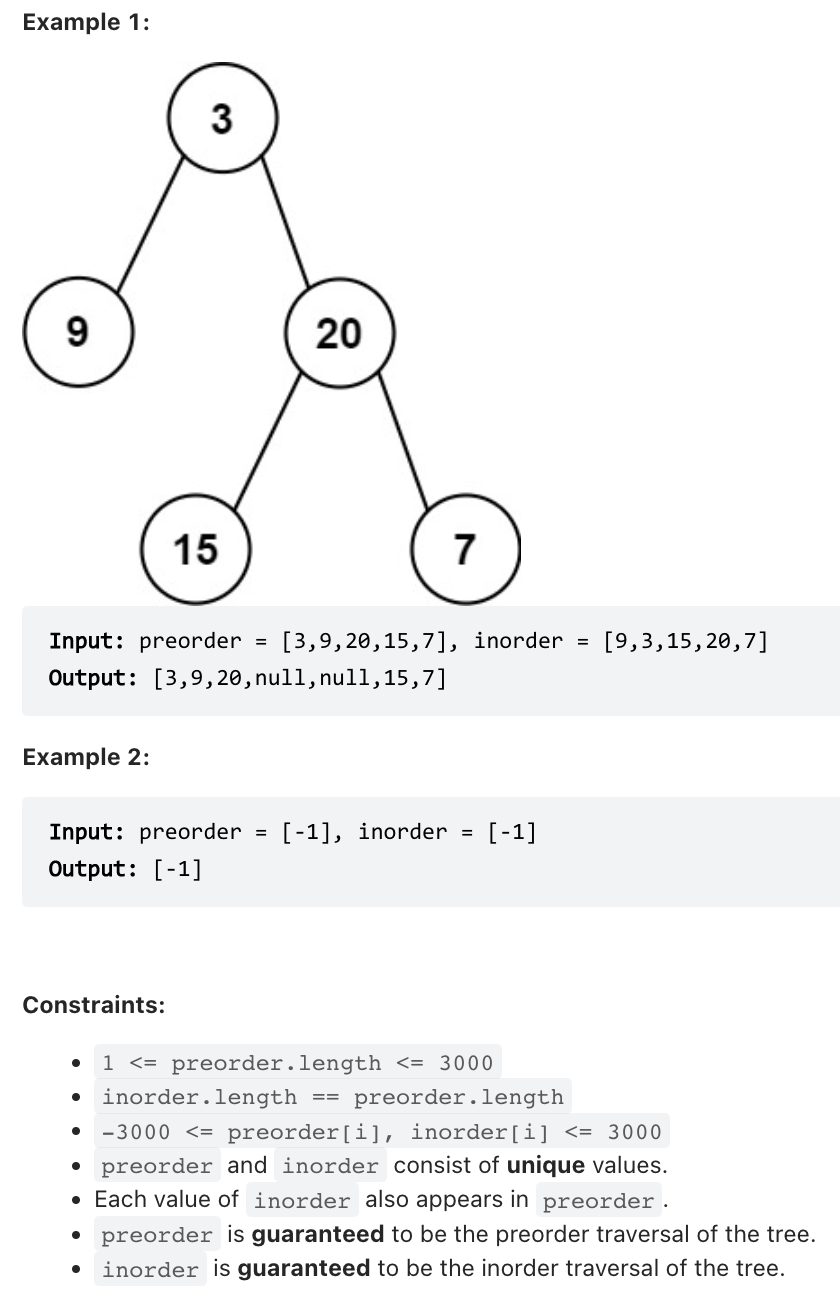 Example 1:
3
9
20
15
7
Input: preorder = [3,9,20,15,7], inorder = [9,3,15,20,7]
Output: [3,9,20,null,null,15,7]
Example 2:
Input: preorder = [-1], inorder = [-1]
Output: [-1]
Constraints:
• 1 <= preorder.length <= 3000
• inorder.length == preorder.length
• -3000 <= preorder[i], inorder[i] <= 3000
• preorder and inorder consist of unique values.
• Each value of inorder also appears in preorder.
• preorder is guaranteed to be the preorder traversal of the tree.
• inorder is guaranteed to be the inorder traversal of the tree.